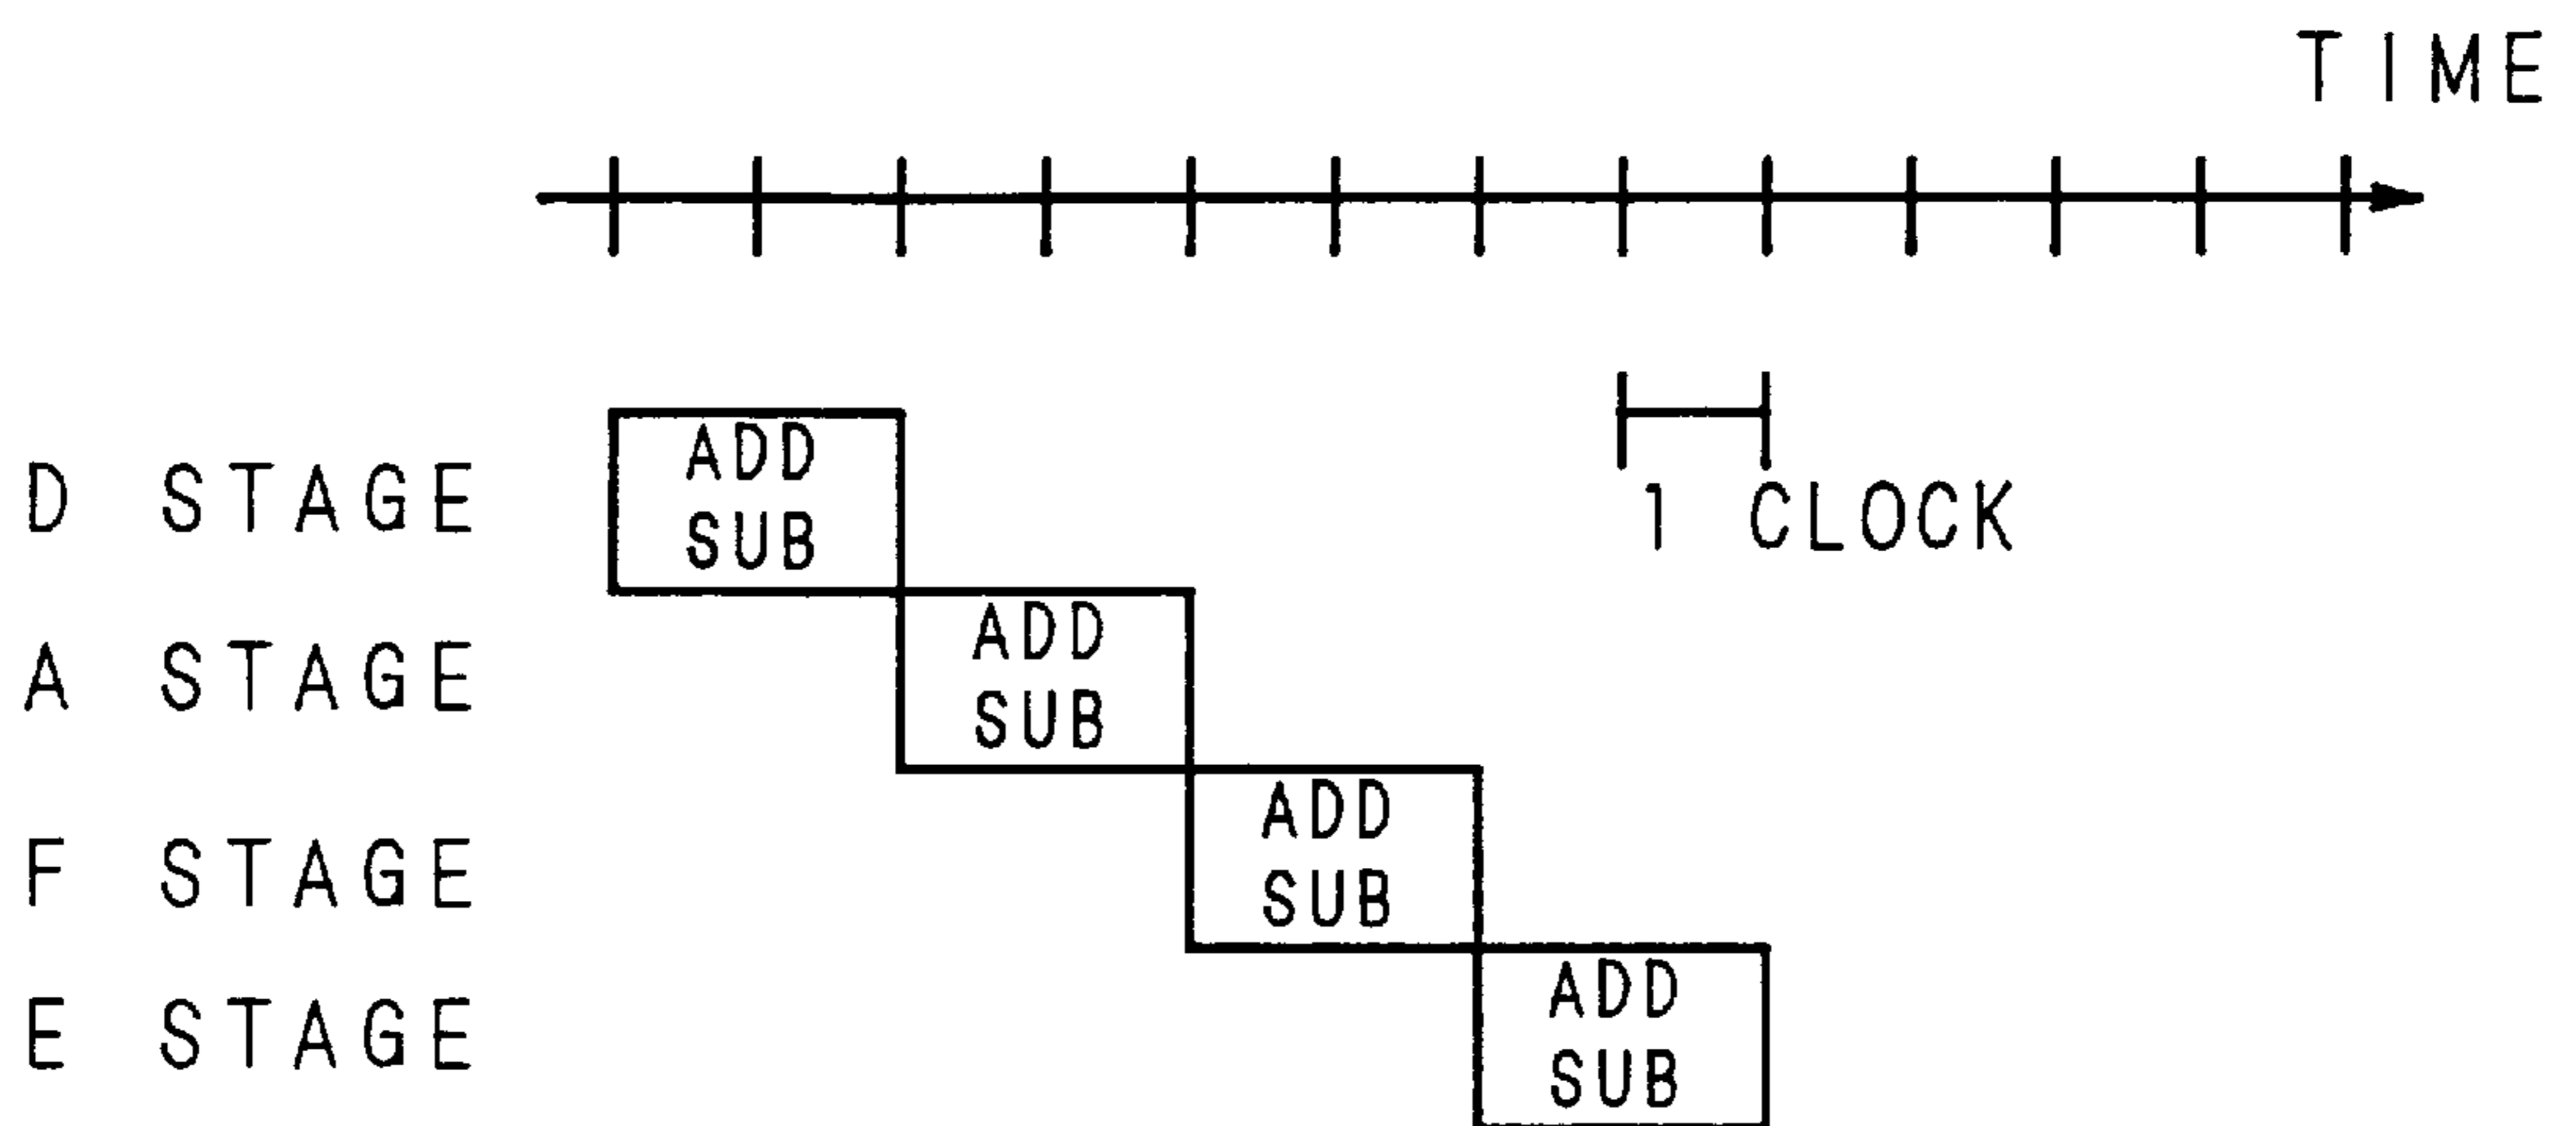 TIME
D STAGE
ADD
SUB
1 CLOCK
A STAGE
ADD
SUB
F STAGE
ADD
SUB
E STAGE
ADD
SUB